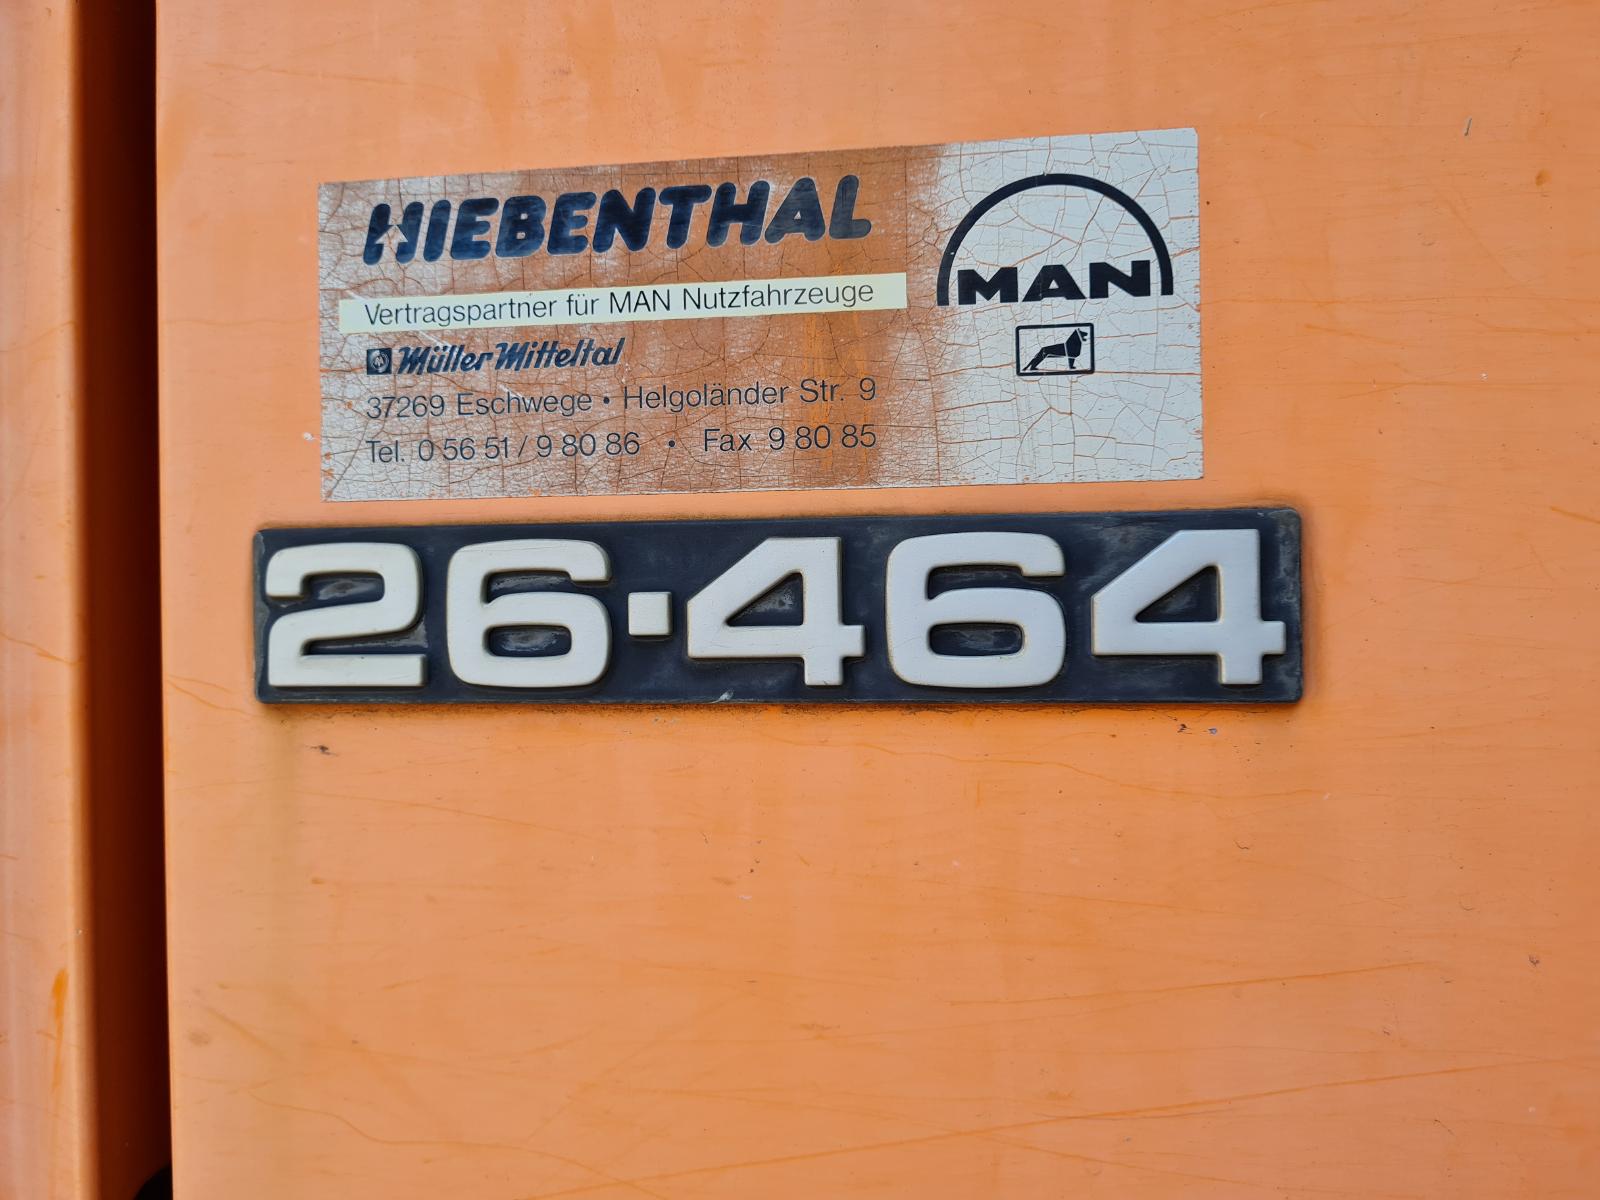 HIEBENTHAL
Vertragspartner für MAN Nutzfahrzeuge
Müller Mitteltal
37269 Eschwege • Helgoländer Str. 9
Tel. 0 56 51 / 9 80 86 • Fax 9 80 85
MAN
26·464